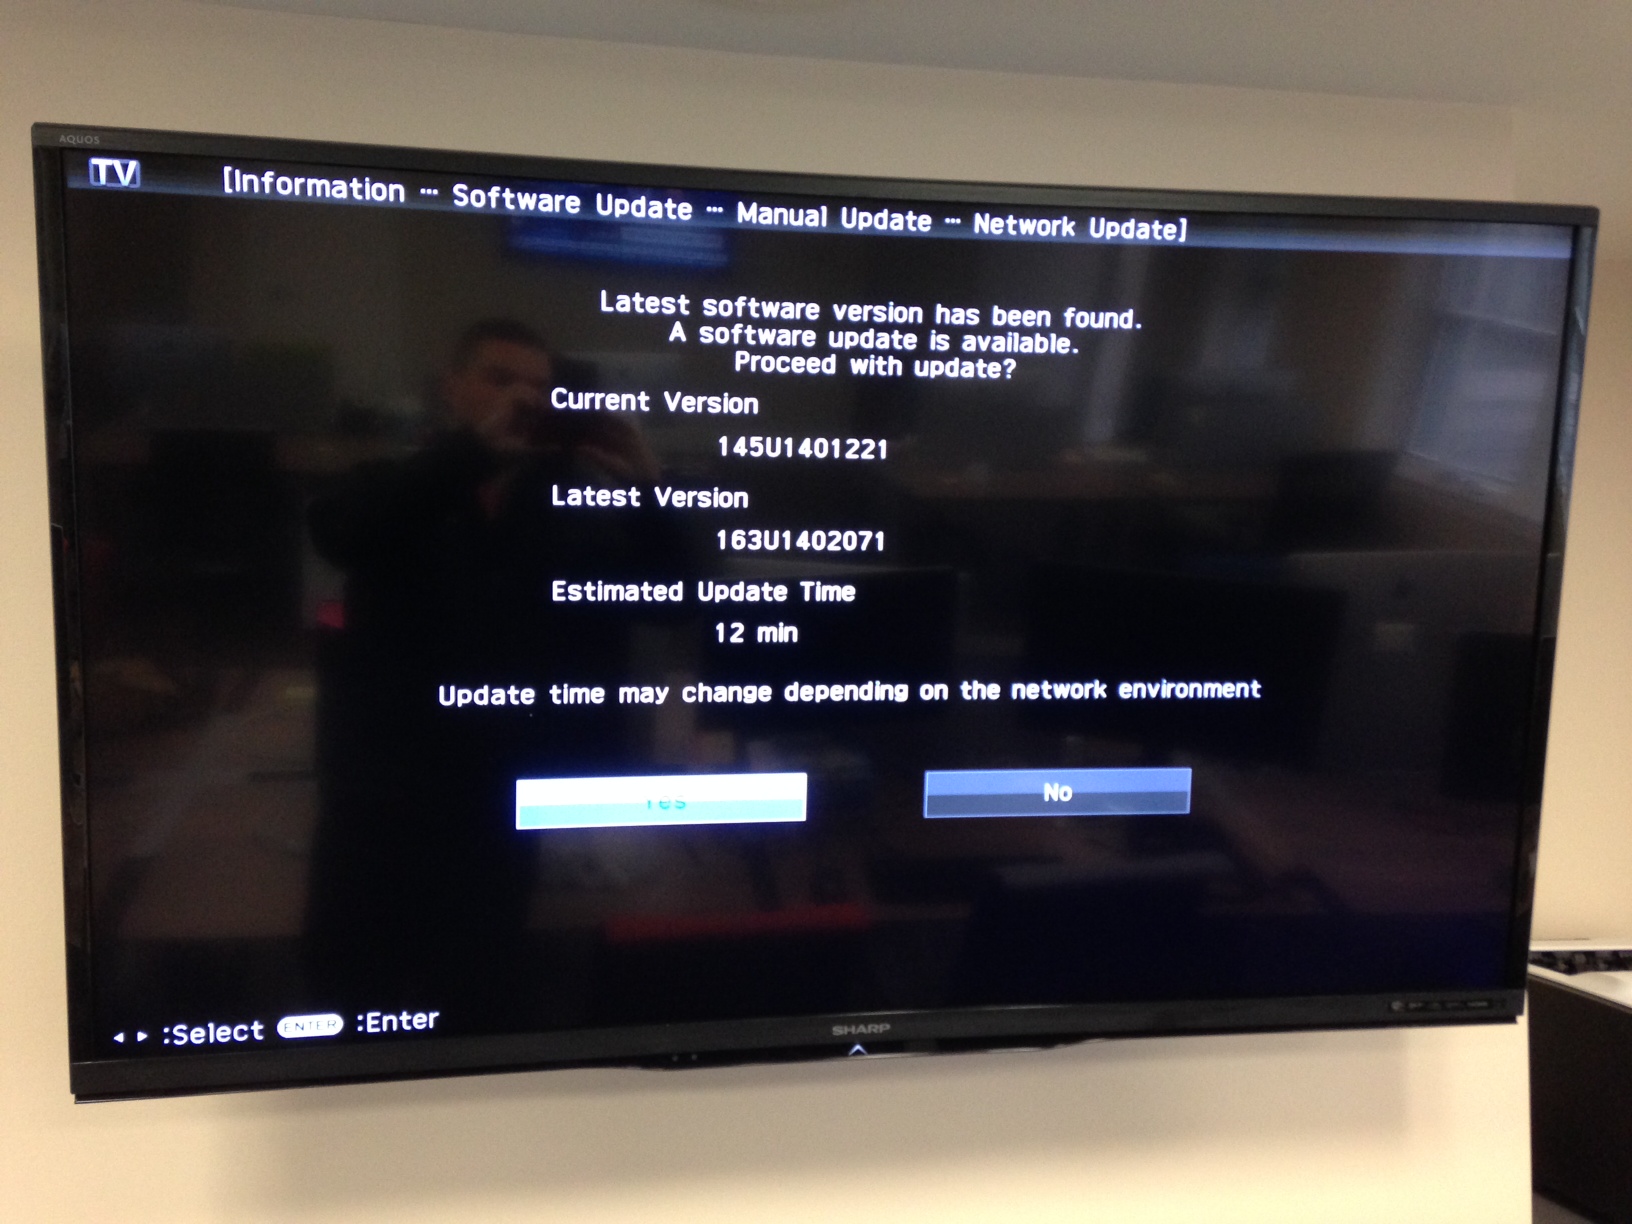 AQUOS
TV [Information ··· Software Update ··· Manual Update ··· Network Update]
Latest software version has been found.
A software update is available.
Proceed with update?
Current Version
145U1401221
Latest Version
163U1402071
Estimated Update Time
12 min
Update time may change depending on the network environment
Yes No
:Select ENTER :Enter
SHARP